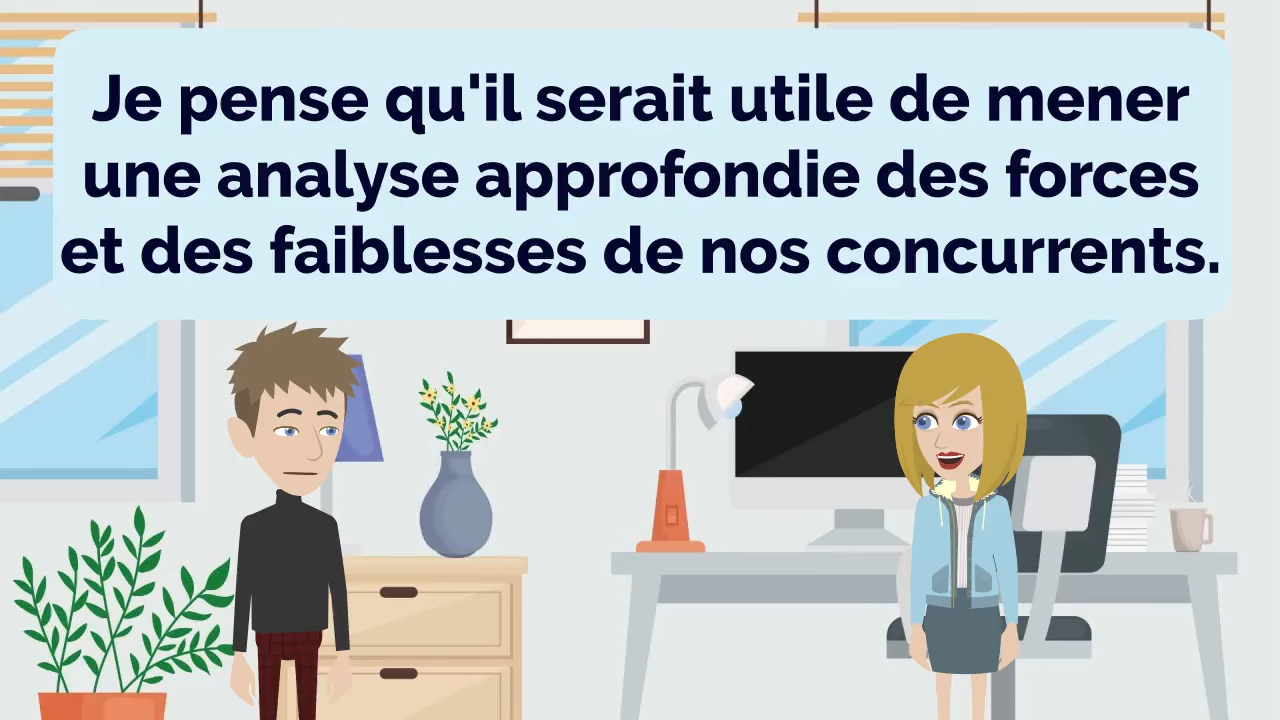 Je pense qu'il serait utile de mener
une analyse approfondie des forces
et des faiblesses de nos concurrents.